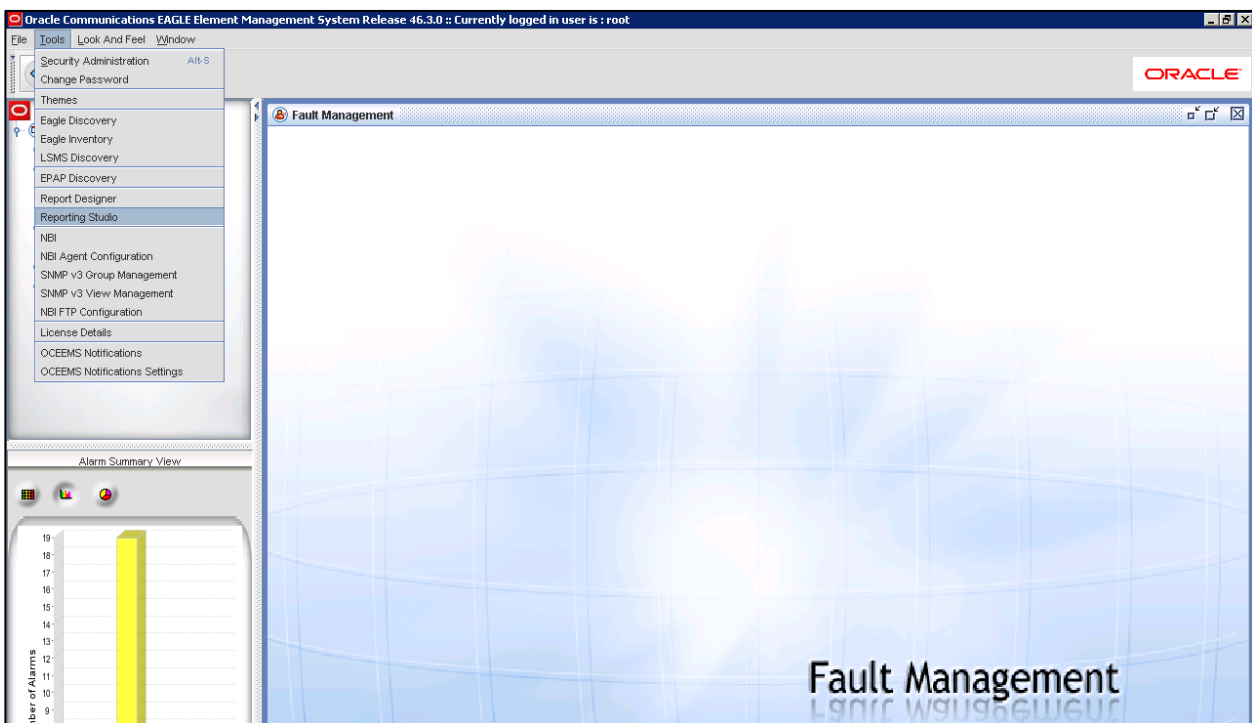 Oracle Communications EAGLE Element Management System Release 46.3.0 :: Currently logged in user is : root
File Tools Look And Feel Window
Security Administration Alt-S
Change Password
Themes
Eagle Discovery
Eagle Inventory
LSMS Discovery
EPAP Discovery
Report Designer
Reporting Studio
NBI
NBI Agent Configuration
SNMP v3 Group Management
SNMP v3 View Management
NBI FTP Configuration
License Details
OCEEMS Notifications
OCEEMS Notifications Settings
ORACLE
Fault Management
Alarm Summary View
19
18
17
16
15
14
13
12
11
10
9
of Alarms
Fault Management